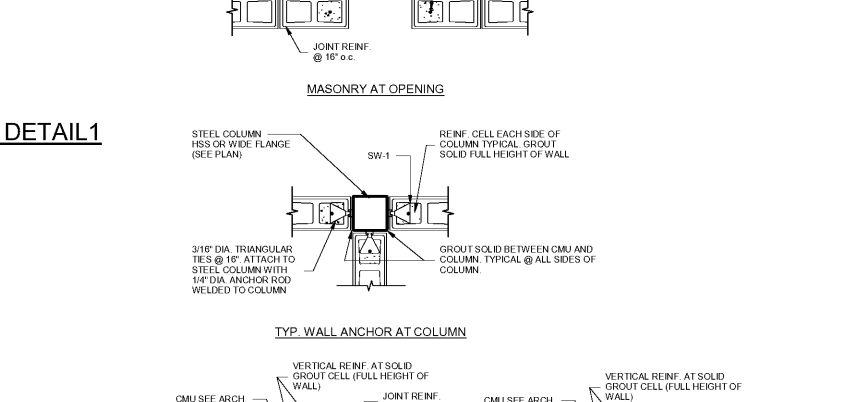 JOINT REINF.
@ 16" o.c.
MASONRY AT OPENING
DETAIL1
STEEL COLUMN
HSS OR WIDE FLANGE
(SEE PLAN)
SW-1
REINF. CELL EACH SIDE OF
COLUMN TYPICAL. GROUT
SOLID FULL HEIGHT OF WALL
3/16" DIA. TRIANGULAR
TIES @ 16". ATTACH TO
STEEL COLUMN WITH
1/4" DIA. ANCHOR ROD
WELDED TO COLUMN
GROUT SOLID BETWEEN CMU AND
COLUMN. TYPICAL @ ALL SIDES OF
COLUMN.
TYP. WALL ANCHOR AT COLUMN
VERTICAL REINF. AT SOLID
GROUT CELL (FULL HEIGHT OF
WALL)
CMU SEE ARCH.
JOINT REINF.
VERTICAL REINF. AT SOLID
GROUT CELL (FULL HEIGHT OF
WALL)
CMU SEE ARCH.